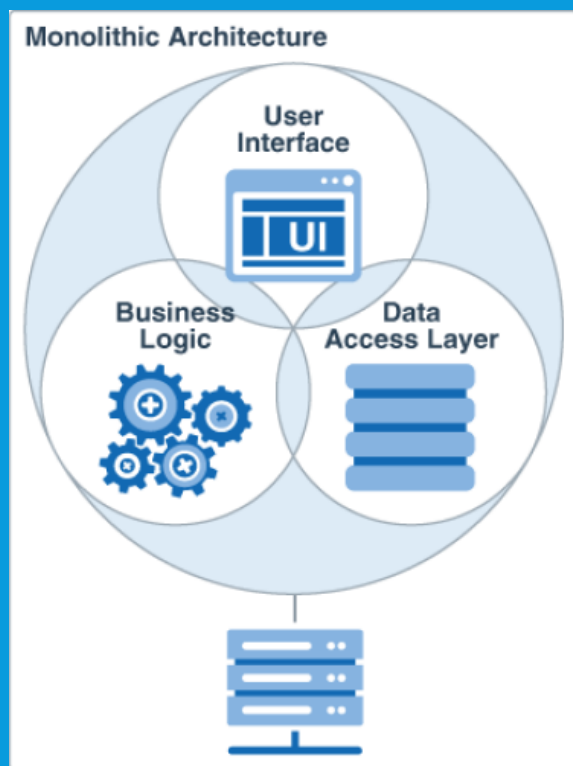 Monolithic Architecture
User
Interface
UI
Business
Logic
Data
Access Layer